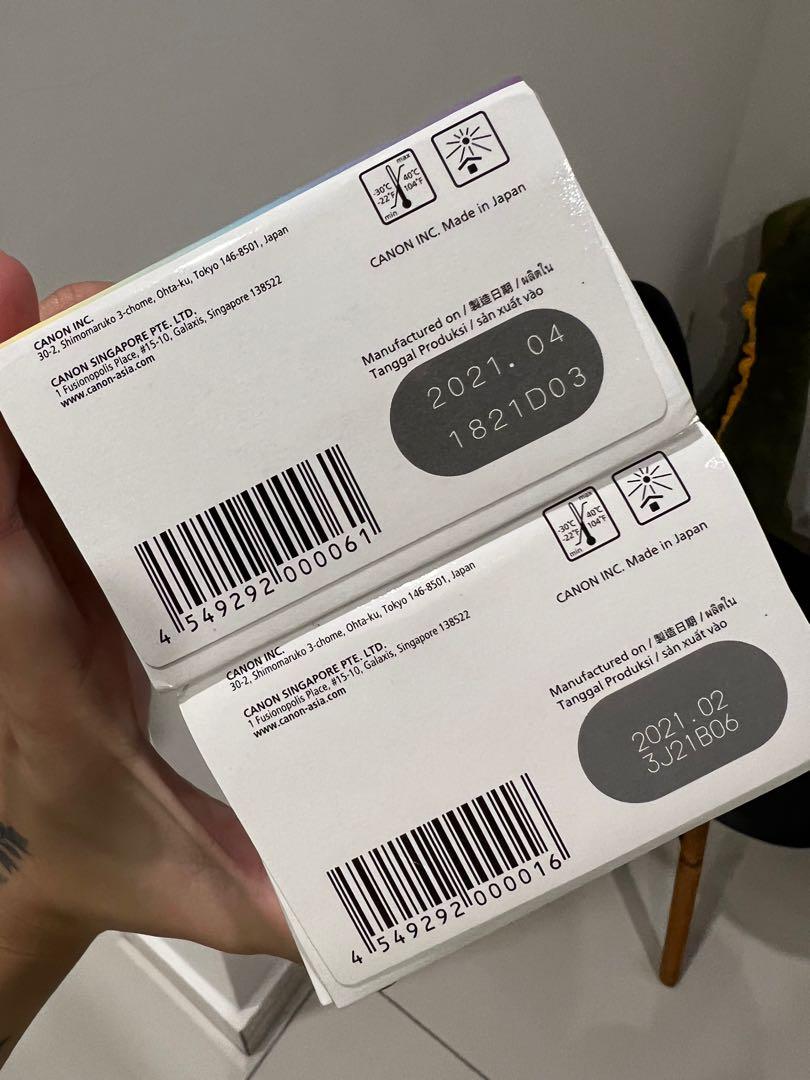 max
-30℃ 40℃
-22℉ 104℉
min
CANON INC. Made in Japan
CANON INC.
30-2, Shimomaruko 3-chome, Ohta-ku, Tokyo 146-8501, Japan
CANON SINGAPORE PTE. LTD.
1 Fusionopolis Place, #15-10, Galaxis, Singapore 138522
www.canon-asia.com
Manufactured on / 製造日期 / ผลิตใน
Tanggal Produksi / sản xuất vào
2021.04
1821D03
4 549292 000061
max
-30℃ 40℃
-22℉ 104℉
min
CANON INC. Made in Japan
CANON INC.
30-2, Shimomaruko 3-chome, Ohta-ku, Tokyo 146-8501, Japan
CANON SINGAPORE PTE. LTD.
1 Fusionopolis Place, #15-10, Galaxis, Singapore 138522
www.canon-asia.com
Manufactured on / 製造日期 / ผลิตใน
Tanggal Produksi / sản xuất vào
2021.02
3J21B06
4 549292 000016